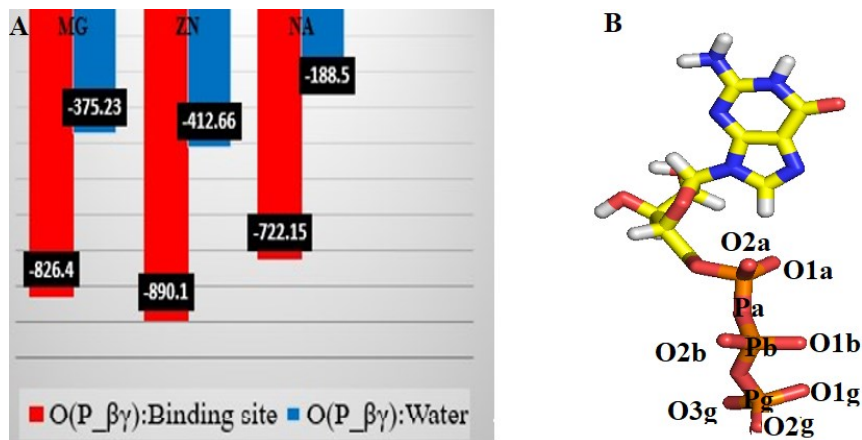 A
MG ZN NA
-188.5
-375.23
-412.66
-722.15
-826.4
-890.1
O(P_βγ):Binding site O(P_βγ):Water
B
O2a
O1a
Pa
O2b Pb O1b
O3g Pg O1g
O2g